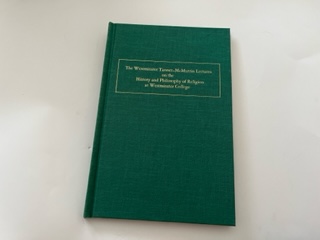 The Westminster Tanner-McMurrin Lectures
on the
History and Philosophy of Religion
at Westminster College